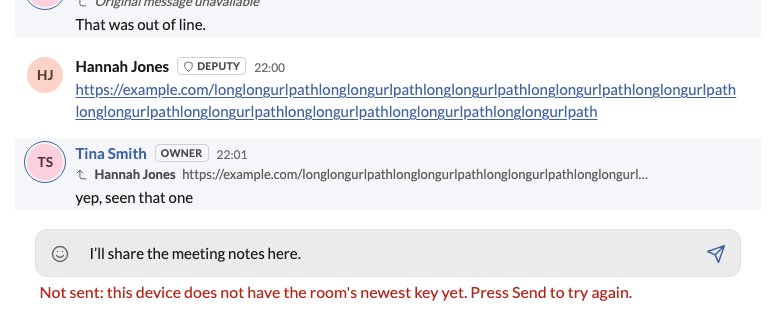 Original message unavailable
That was out of line.
HJ
Hannah Jones DEPUTY 22:00
https://example.com/longlongurlpathlonglongurlpathlonglongurlpathlonglongurlpathlonglongurlpath
longlongurlpathlonglongurlpathlonglongurlpathlonglongurlpathlonglongurlpath
TS
Tina Smith OWNER 22:01
Hannah Jones https://example.com/longlongurlpathlonglongurlpathlonglongurlpathlonglongurl...
yep, seen that one
I'll share the meeting notes here.
Not sent: this device does not have the room's newest key yet. Press Send to try again.